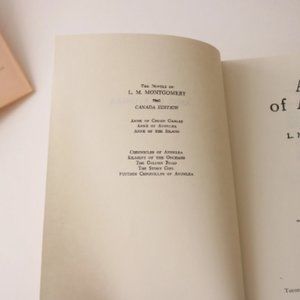 THE NOVELS OF
L. M. MONTGOMERY
CANADA EDITION
ANNE OF GREEN GABLES
ANNE OF AVONLEA
ANNE OF THE ISLAND
CHRONICLES OF AVONLEA
KILMENY OF THE ORCHARD
THE GOLDEN ROAD
THE STORY GIRL
FURTHER CHRONICLES OF AVONLEA
A
of
L.